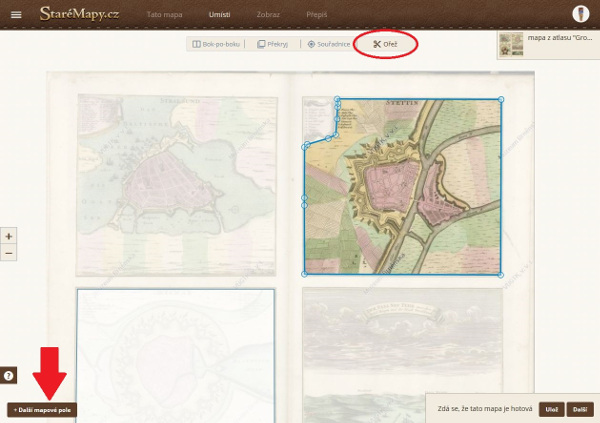 StaréMapy.cz
Tato mapa Umísti Zobraz Přepiš
Bok-po-boku Překryj Souřadnice Ořež
mapa z atlasu "Gro...
STETTIN
+ Další mapové pole
Zdá se, že tato mapa je hotová Ulož Další